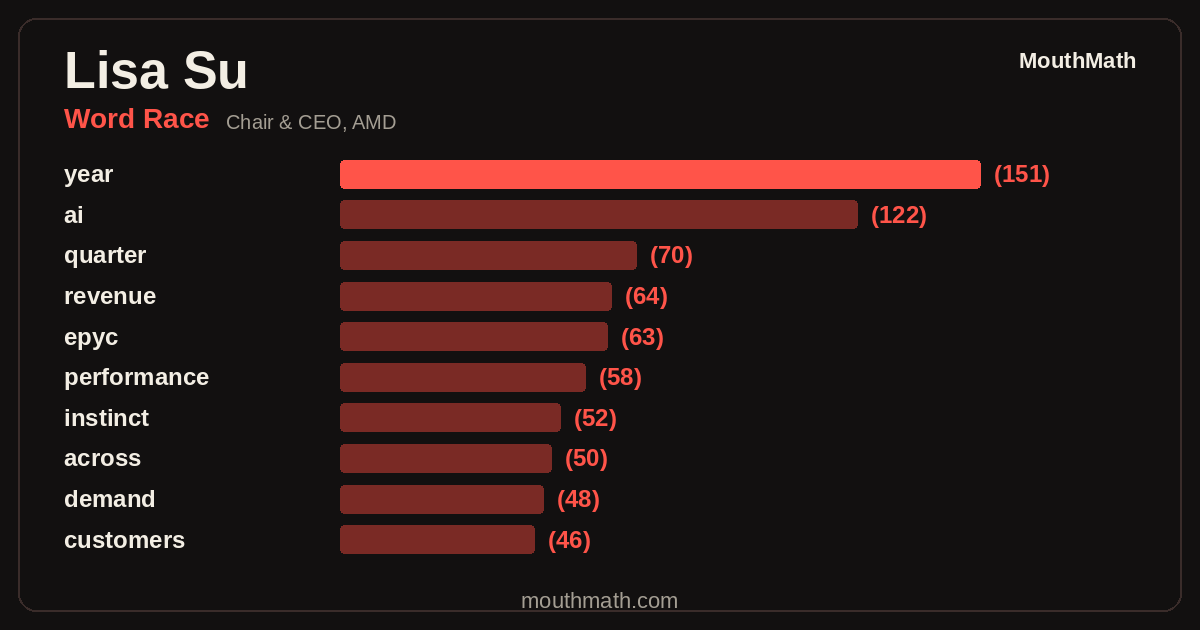 Lisa Su
MouthMath
Word Race Chair & CEO, AMD
year (151)
ai (122)
quarter (70)
revenue (64)
epyc (63)
performance (58)
instinct (52)
across (50)
demand (48)
customers (46)
mouthmath.com